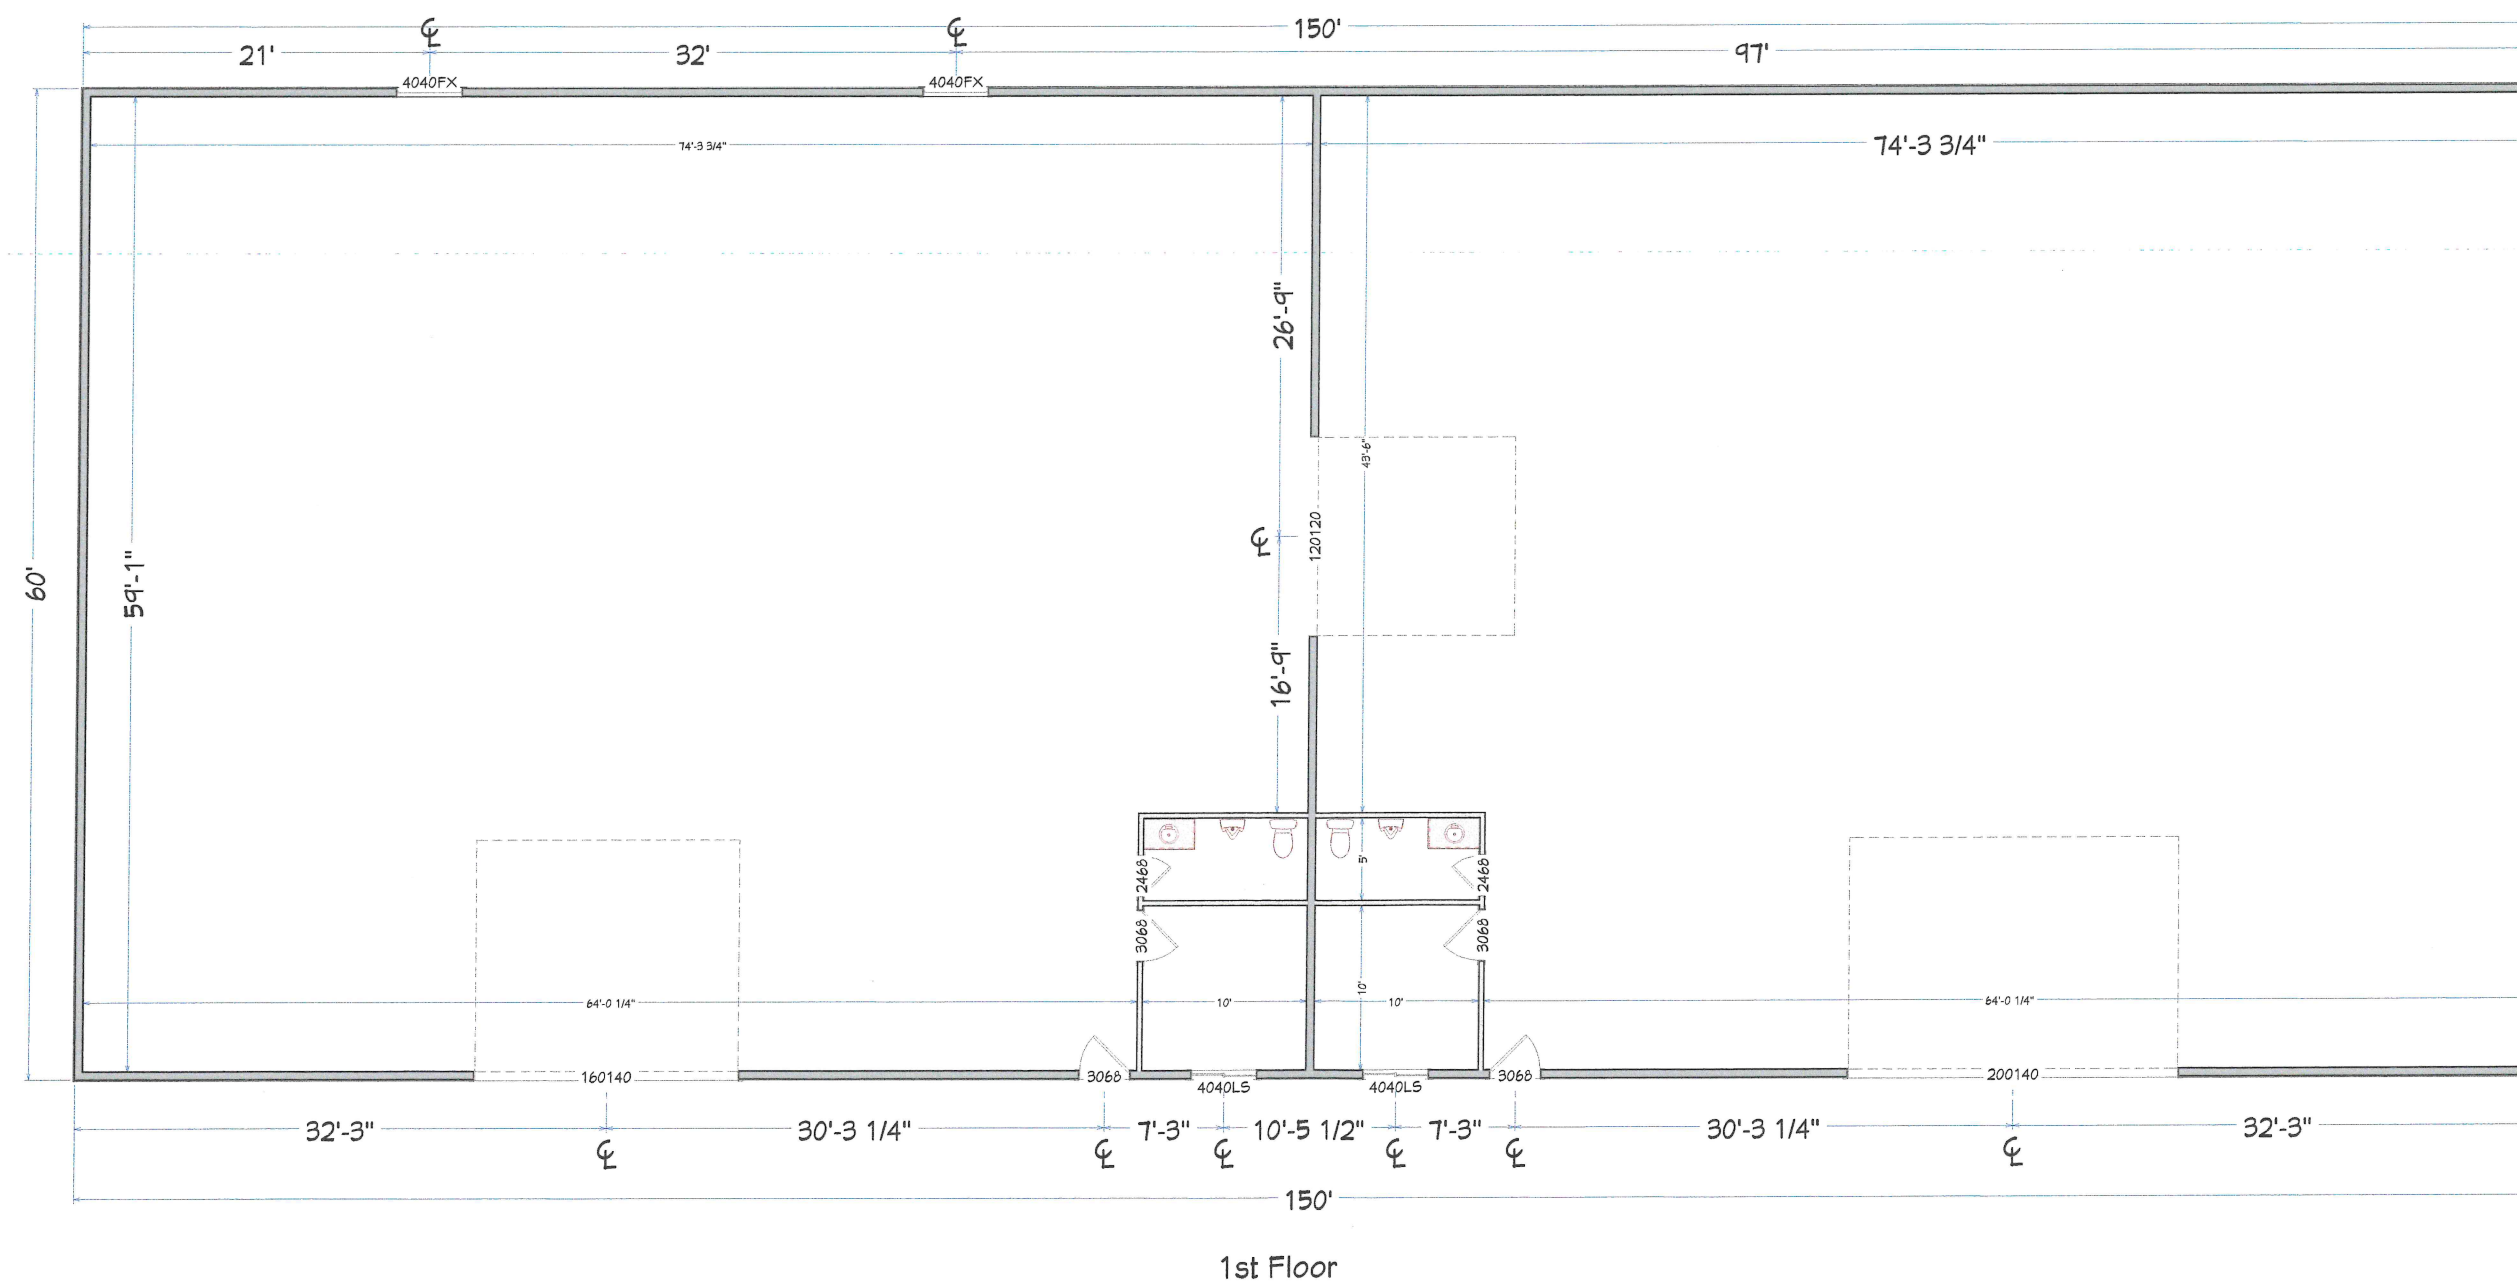 ℄ ℄ 150'
21' 32' 97'
4040FX 4040FX
74'-3 3/4" 74'-3 3/4"
26'-9"
43'-6"
℄ 120120
60' 59'-1"
16'-9"
2468 5' 2468
3068 3068
64'-0 1/4" 10' 10' 10' 64'-0 1/4"
160140 3068 4040LS 4040LS 3068 200140
32'-3" 30'-3 1/4" 7'-3" 10'-5 1/2" 7'-3" 30'-3 1/4" 32'-3"
℄ ℄ ℄ ℄ ℄ ℄
150'
1st Floor